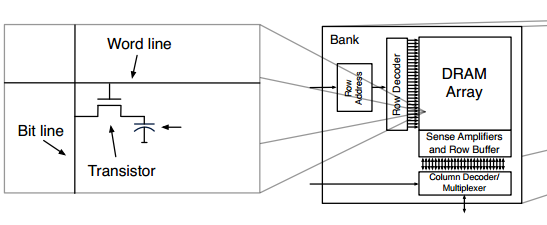 Word line
Bit line
Transistor
Bank
Row
Address
Row Decoder
DRAM
Array
Sense Amplifiers
and Row Buffer
Column Decoder/
Multiplexer